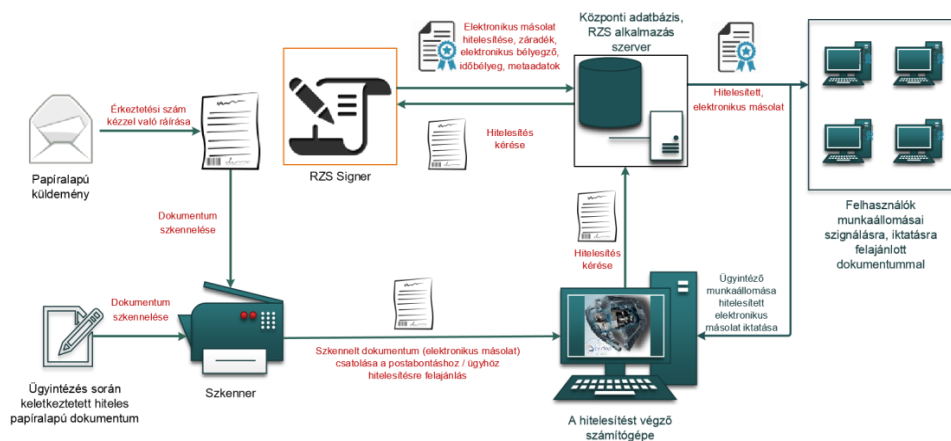 Elektronikus másolat
hitelesítése, záradék,
elektronikus bélyegző,
időbélyeg, metaadatok
Központi adatbázis,
RZS alkalmazás
szerver
Érkeztetési szám
kézzel való ráírása
Hitelesített,
elektronikus másolat
Hitelesítés
kérése
Papíralapú
küldemény
RZS Signer
Felhasználók
munkaállomásai
szignálásra, iktatásra
felajánlott
dokumentummal
Dokumentum
szkennelése
Hitelesítés
kérése
Ügyintéző
munkaállomása
hitelesített
elektronikus
másolat iktatása
Dokumentum
szkennelése
Szkennelt dokumentum (elektronikus másolat)
csatolása a postabontáshoz / ügyhöz
hitelesítésre felajánlás
Szkenner
Ügyintézés során
keletkeztetett hiteles
papíralapú dokumentum
A hitelesítést végző
számítógépe